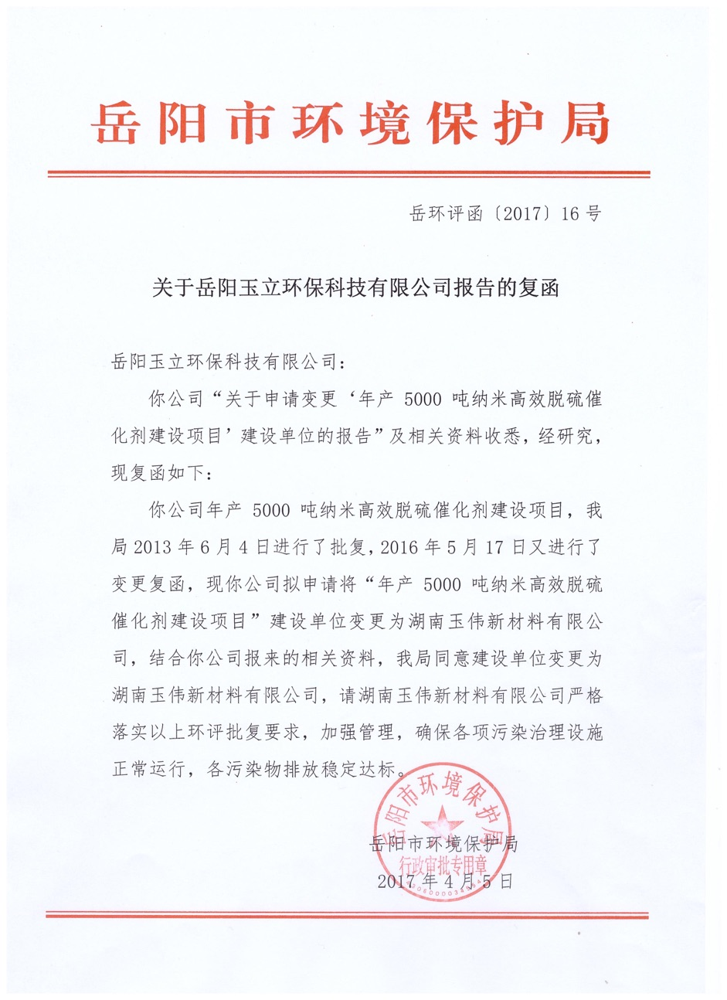 岳阳市环境保护局
岳环评函〔2017〕16号
关于岳阳玉立环保科技有限公司报告的复函
岳阳玉立环保科技有限公司：
你公司“关于申请变更‘年产 5000 吨纳米高效脱硫催
化剂建设项目’建设单位的报告”及相关资料收悉，经研究，
现复函如下：
你公司年产 5000 吨纳米高效脱硫催化剂建设项目，我
局 2013 年 6 月 4 日进行了批复，2016 年 5 月 17 日又进行了
变更复函，现你公司拟申请将“年产 5000 吨纳米高效脱硫
催化剂建设项目”建设单位变更为湖南玉伟新材料有限公
司，结合你公司报来的相关资料，我局同意建设单位变更为
湖南玉伟新材料有限公司，请湖南玉伟新材料有限公司严格
落实以上环评批复要求，加强管理，确保各项污染治理设施
正常运行，各污染物排放稳定达标。
岳阳市环境保护局
岳阳市环境保护局
行政审批专用章
2017 年 4 月 5 日